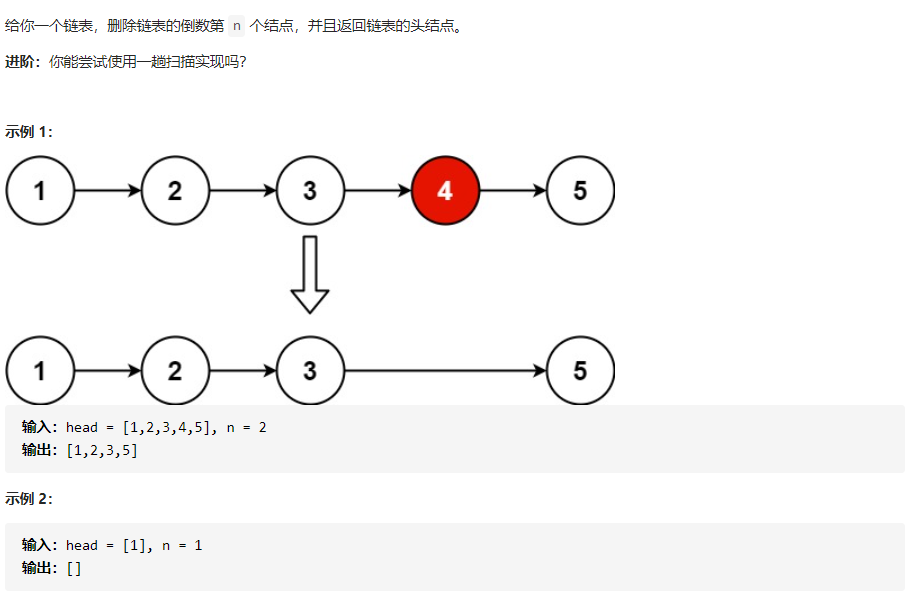 给你一个链表，删除链表的倒数第 n 个结点，并且返回链表的头结点。
进阶：你能尝试使用一趟扫描实现吗？
示例 1：
1 2 3 4 5
1 2 3 5
输入：head = [1,2,3,4,5], n = 2
输出：[1,2,3,5]
示例 2：
输入：head = [1], n = 1
输出：[]